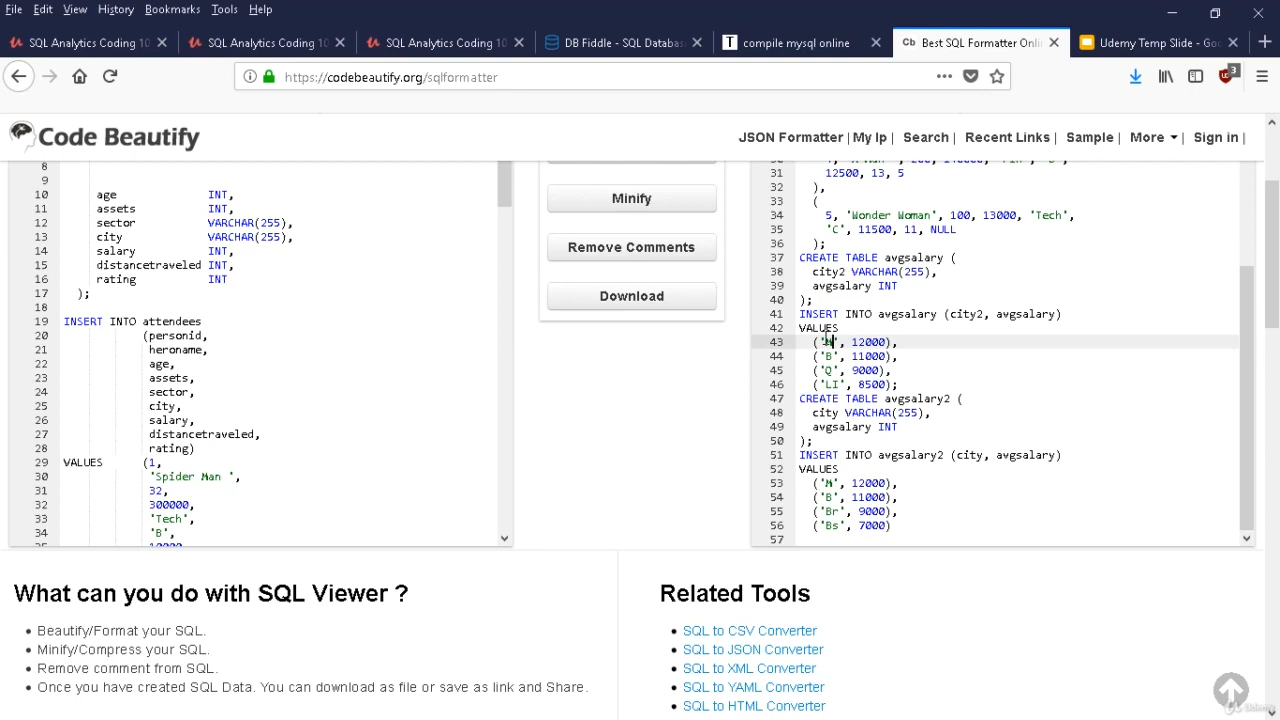 File Edit View History Bookmarks Tools Help
SQL Analytics Coding 10 SQL Analytics Coding 10 SQL Analytics Coding 10 DB Fiddle - SQL Databas compile mysql online Best SQL Formatter Onli Udemy Temp Slide - Goo
https://codebeautify.org/sqlformatter
3
Code Beautify
JSON Formatter | My Ip | Search | Recent Links | Sample | More | Sign in |
8
9
10 age INT,
11 assets INT,
12 sector VARCHAR(255),
13 city VARCHAR(255),
14 salary INT,
15 distancetraveled INT,
16 rating INT
17 );
18
19 INSERT INTO attendees
20 (personid,
21 heroname,
22 age,
23 assets,
24 sector,
25 city,
26 salary,
27 distancetraveled,
28 rating)
29 VALUES (1,
30 'Spider Man ',
31 32,
32 300000,
33 'Tech',
34 'B',
Minify
Remove Comments
Download
31 12500, 13, 5
32 ),
33 (
34 5, 'Wonder Woman', 100, 13000, 'Tech',
35 'C', 11500, 11, NULL
36 );
37 CREATE TABLE avgsalary (
38 city2 VARCHAR(255),
39 avgsalary INT
40 );
41 INSERT INTO avgsalary (city2, avgsalary)
42 VALUES
43 ('M', 12000),
44 ('B', 11000),
45 ('Q', 9000),
46 ('LI', 8500);
47 CREATE TABLE avgsalary2 (
48 city VARCHAR(255),
49 avgsalary INT
50 );
51 INSERT INTO avgsalary2 (city, avgsalary)
52 VALUES
53 ('M', 12000),
54 ('B', 11000),
55 ('Br', 9000),
56 ('Bs', 7000)
57
What can you do with SQL Viewer ?
Beautify/Format your SQL.
Minify/Compress your SQL.
Remove comment from SQL.
Once you have created SQL Data. You can download as file or save as link and Share.
Related Tools
SQL to CSV Converter
SQL to JSON Converter
SQL to XML Converter
SQL to YAML Converter
SQL to HTML Converter